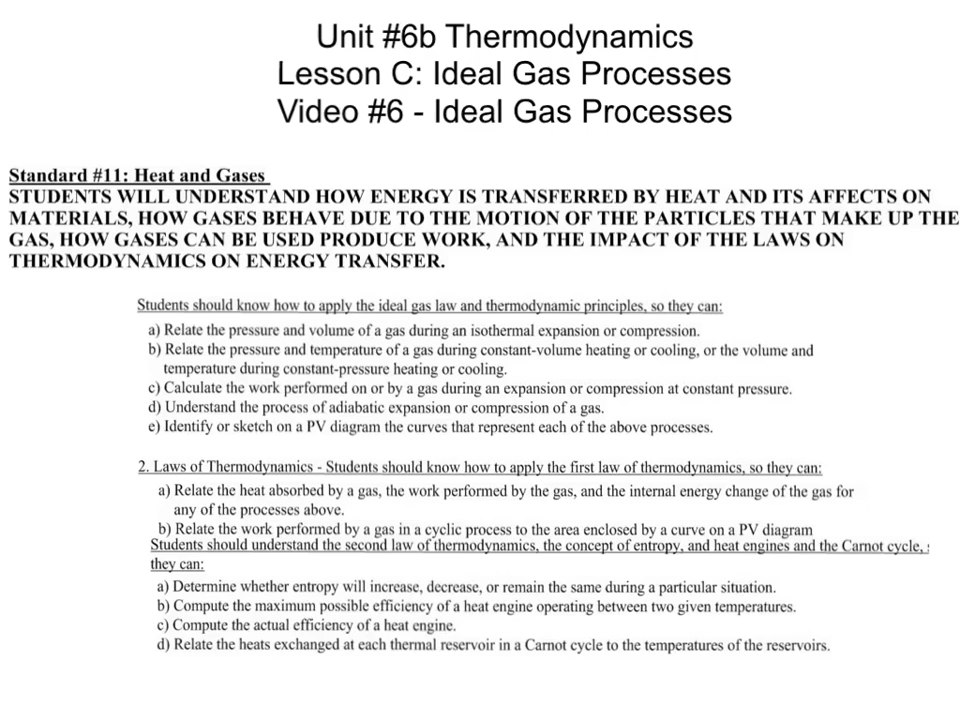 Unit #6b Thermodynamics
Lesson C: Ideal Gas Processes
Video #6 - Ideal Gas Processes
Standard #11: Heat and Gases
STUDENTS WILL UNDERSTAND HOW ENERGY IS TRANSFERRED BY HEAT AND ITS AFFECTS ON
MATERIALS, HOW GASES BEHAVE DUE TO THE MOTION OF THE PARTICLES THAT MAKE UP THE
GAS, HOW GASES CAN BE USED PRODUCE WORK, AND THE IMPACT OF THE LAWS ON
THERMODYNAMICS ON ENERGY TRANSFER.
Students should know how to apply the ideal gas law and thermodynamic principles, so they can:
a) Relate the pressure and volume of a gas during an isothermal expansion or compression.
b) Relate the pressure and temperature of a gas during constant-volume heating or cooling, or the volume and
temperature during constant-pressure heating or cooling.
c) Calculate the work performed on or by a gas during an expansion or compression at constant pressure.
d) Understand the process of adiabatic expansion or compression of a gas.
e) Identify or sketch on a PV diagram the curves that represent each of the above processes.
2. Laws of Thermodynamics - Students should know how to apply the first law of thermodynamics, so they can:
a) Relate the heat absorbed by a gas, the work performed by the gas, and the internal energy change of the gas for
any of the processes above.
b) Relate the work performed by a gas in a cyclic process to the area enclosed by a curve on a PV diagram
Students should understand the second law of thermodynamics, the concept of entropy, and heat engines and the Carnot cycle,
they can:
a) Determine whether entropy will increase, decrease, or remain the same during a particular situation.
b) Compute the maximum possible efficiency of a heat engine operating between two given temperatures.
c) Compute the actual efficiency of a heat engine.
d) Relate the heats exchanged at each thermal reservoir in a Carnot cycle to the temperatures of the reservoirs.